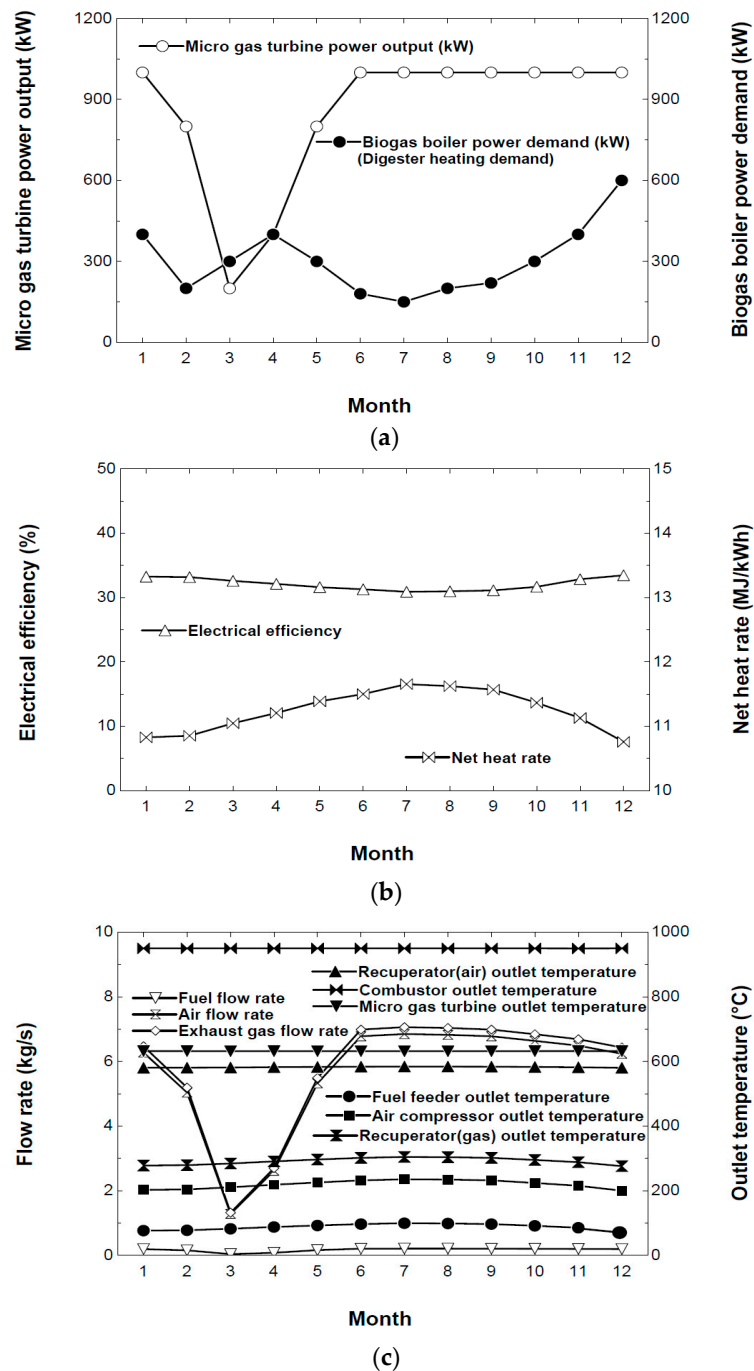 Micro gas turbine power output (kW)
1200
900
600
300
0
Micro gas turbine power output (kW)
Biogas boiler power demand (kW)
(Digester heating demand)
1200
900
600
300
0
Biogas boiler power demand (kW)
1 2 3 4 5 6 7 8 9 10 11 12
Month
(a)
Electrical efficiency (%)
50
40
30
20
10
0
Electrical efficiency
Net heat rate
15
14
13
12
11
10
Net heat rate (MJ/kWh)
1 2 3 4 5 6 7 8 9 10 11 12
Month
(b)
Flow rate (kg/s)
10
8
6
4
2
0
Fuel flow rate
Air flow rate
Exhaust gas flow rate
Recuperator(air) outlet temperature
Combustor outlet temperature
Micro gas turbine outlet temperature
Fuel feeder outlet temperature
Air compressor outlet temperature
Recuperator(gas) outlet temperature
1000
800
600
400
200
0
Outlet temperature (°C)
1 2 3 4 5 6 7 8 9 10 11 12
Month
(c)